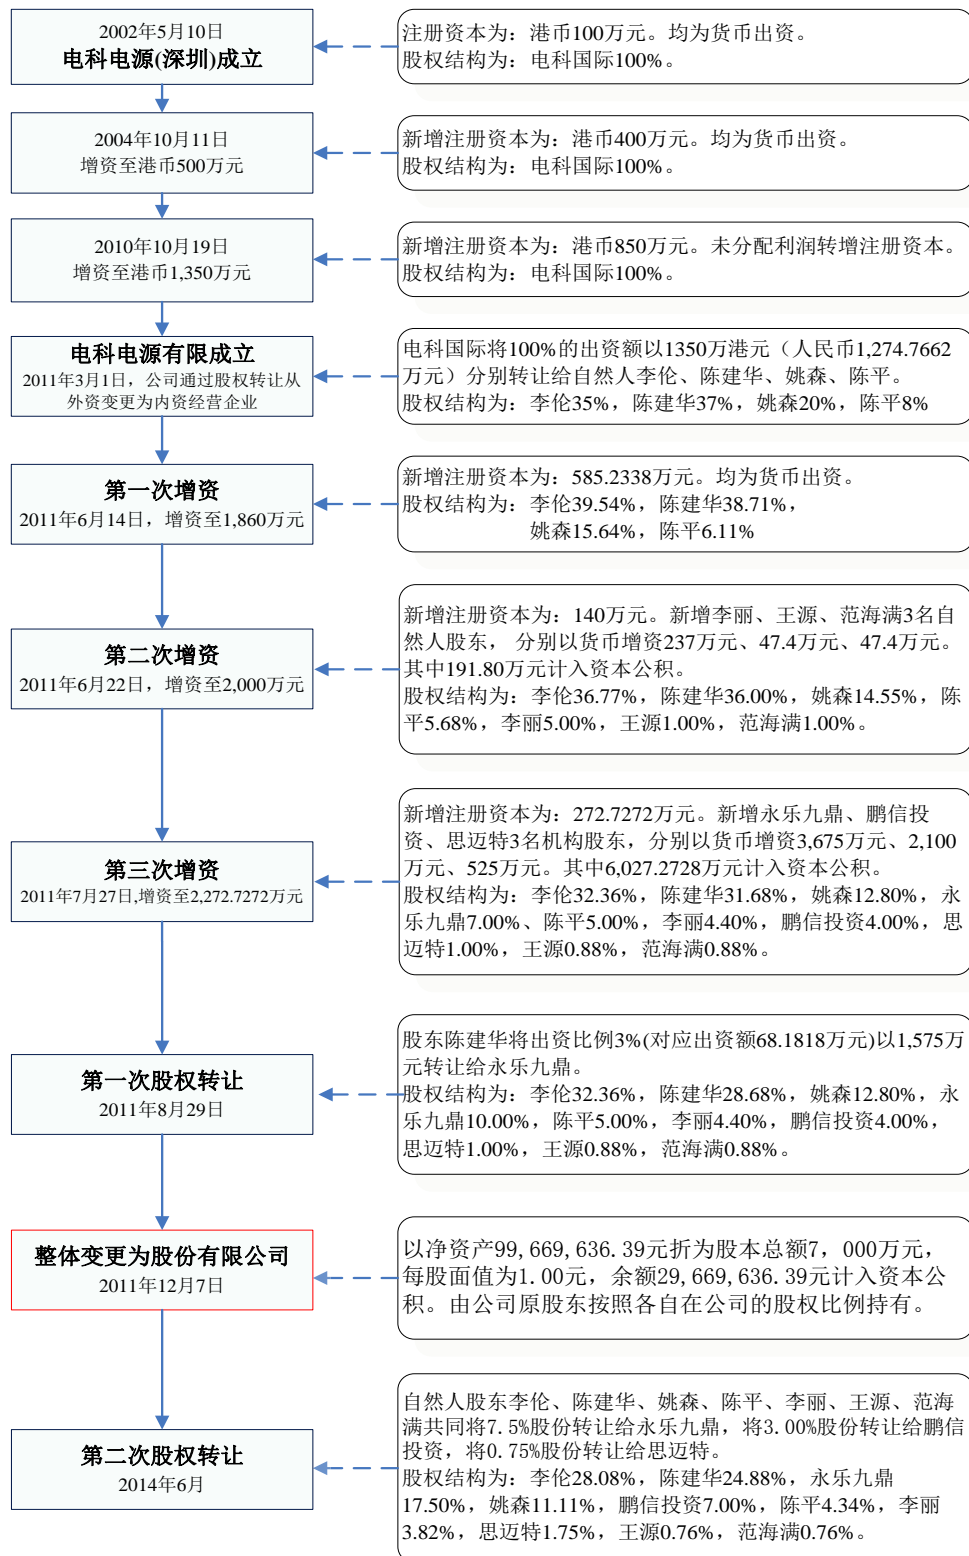 2002年5月10日
电科电源(深圳)成立
注册资本为：港币100万元。均为货币出资。
股权结构为：电科国际100%。
2004年10月11日
增资至港币500万元
新增注册资本为：港币400万元。均为货币出资。
股权结构为：电科国际100%。
2010年10月19日
增资至港币1,350万元
新增注册资本为：港币850万元。未分配利润转增注册资本。
股权结构为：电科国际100%。
电科电源有限成立
2011年3月1日，公司通过股权转让从
外资变更为内资经营企业
电科国际将100%的出资额以1350万港元（人民币1,274.7662
万元）分别转让给自然人李伦、陈建华、姚森、陈平。
股权结构为：李伦35%，陈建华37%，姚森20%，陈平8%
第一次增资
2011年6月14日，增资至1,860万元
新增注册资本为：585.2338万元。均为货币出资。
股权结构为：李伦39.54%，陈建华38.71%，
姚森15.64%，陈平6.11%
第二次增资
2011年6月22日，增资至2,000万元
新增注册资本为：140万元。新增李丽、王源、范海满3名自
然人股东， 分别以货币增资237万元、47.4万元、47.4万元。
其中191.80万元计入资本公积。
股权结构为：李伦36.77%，陈建华36.00%，姚森14.55%，陈
平5.68%，李丽5.00%，王源1.00%，范海满1.00%。
第三次增资
2011年7月27日,增资至2,272.7272万元
新增注册资本为：272.7272万元。新增永乐九鼎、鹏信投
资、思迈特3名机构股东，分别以货币增资3,675万元、2,100
万元、525万元。其中6,027.2728万元计入资本公积。
股权结构为：李伦32.36%，陈建华31.68%，姚森12.80%，永
乐九鼎7.00%、陈平5.00%，李丽4.40%，鹏信投资4.00%，思
迈特1.00%，王源0.88%，范海满0.88%。
第一次股权转让
2011年8月29日
股东陈建华将出资比例3%(对应出资额68.1818万元)以1,575万
元转让给永乐九鼎。
股权结构为：李伦32.36%，陈建华28.68%，姚森12.80%，永
乐九鼎10.00%，陈平5.00%，李丽4.40%，鹏信投资4.00%，
思迈特1.00%，王源0.88%，范海满0.88%。
整体变更为股份有限公司
2011年12月7日
以净资产99,669,636.39元折为股本总额7，000万元，
每股面值为1.00元，余额29,669,636.39元计入资本公
积。由公司原股东按照各自在公司的股权比例持有。
第二次股权转让
2014年6月
自然人股东李伦、陈建华、姚森、陈平、李丽、王源、范海
满共同将7.5%股份转让给永乐九鼎，将3.00%股份转让给鹏信
投资，将0.75%股份转让给思迈特。
股权结构为：李伦28.08%，陈建华24.88%，永乐九鼎
17.50%，姚森11.11%，鹏信投资7.00%，陈平4.34%，李丽
3.82%，思迈特1.75%，王源0.76%，范海满0.76%。